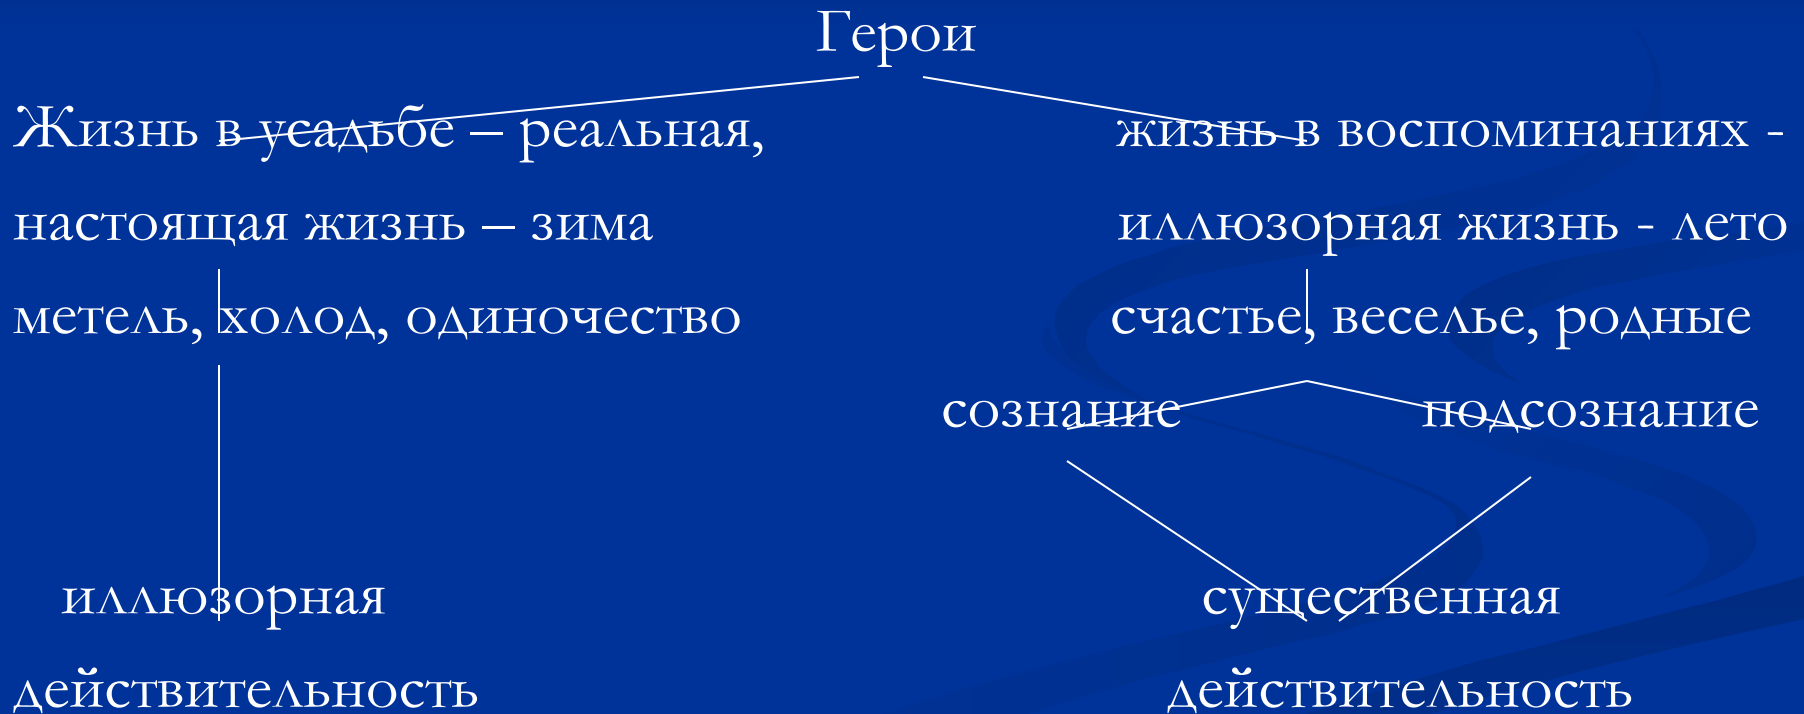 Герои
Жизнь в усадьбе – реальная, жизнь в воспоминаниях -
настоящая жизнь – зима иллюзорная жизнь - лето
метель, холод, одиночество счастье, веселье, родные
сознание подсознание
иллюзорная существенная
действительность действительность